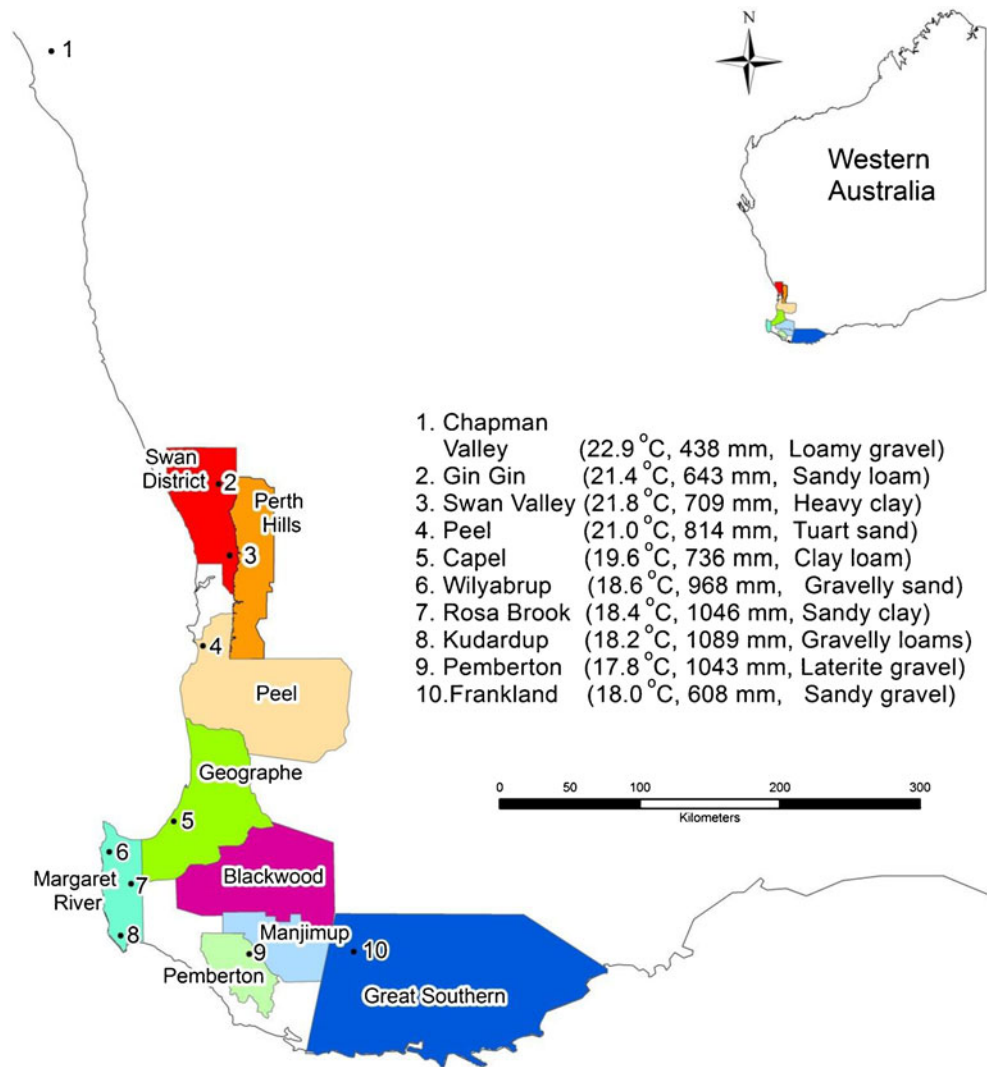 1
N
Western
Australia
1. Chapman
Valley (22.9 °C, 438 mm, Loamy gravel)
2. Gin Gin (21.4 °C, 643 mm, Sandy loam)
3. Swan Valley (21.8 °C, 709 mm, Heavy clay)
4. Peel (21.0 °C, 814 mm, Tuart sand)
5. Capel (19.6 °C, 736 mm, Clay loam)
6. Wilyabrup (18.6 °C, 968 mm, Gravelly sand)
7. Rosa Brook (18.4 °C, 1046 mm, Sandy clay)
8. Kudardup (18.2 °C, 1089 mm, Gravelly loams)
9. Pemberton (17.8 °C, 1043 mm, Laterite gravel)
10.Frankland (18.0 °C, 608 mm, Sandy gravel)
Swan
District
2
Perth
Hills
3
4
Peel
Geographe
5
0 50 100 200 300
Kilometers
6
Margaret
River
7
Blackwood
8
Manjimup
9
10
Pemberton
Great Southern